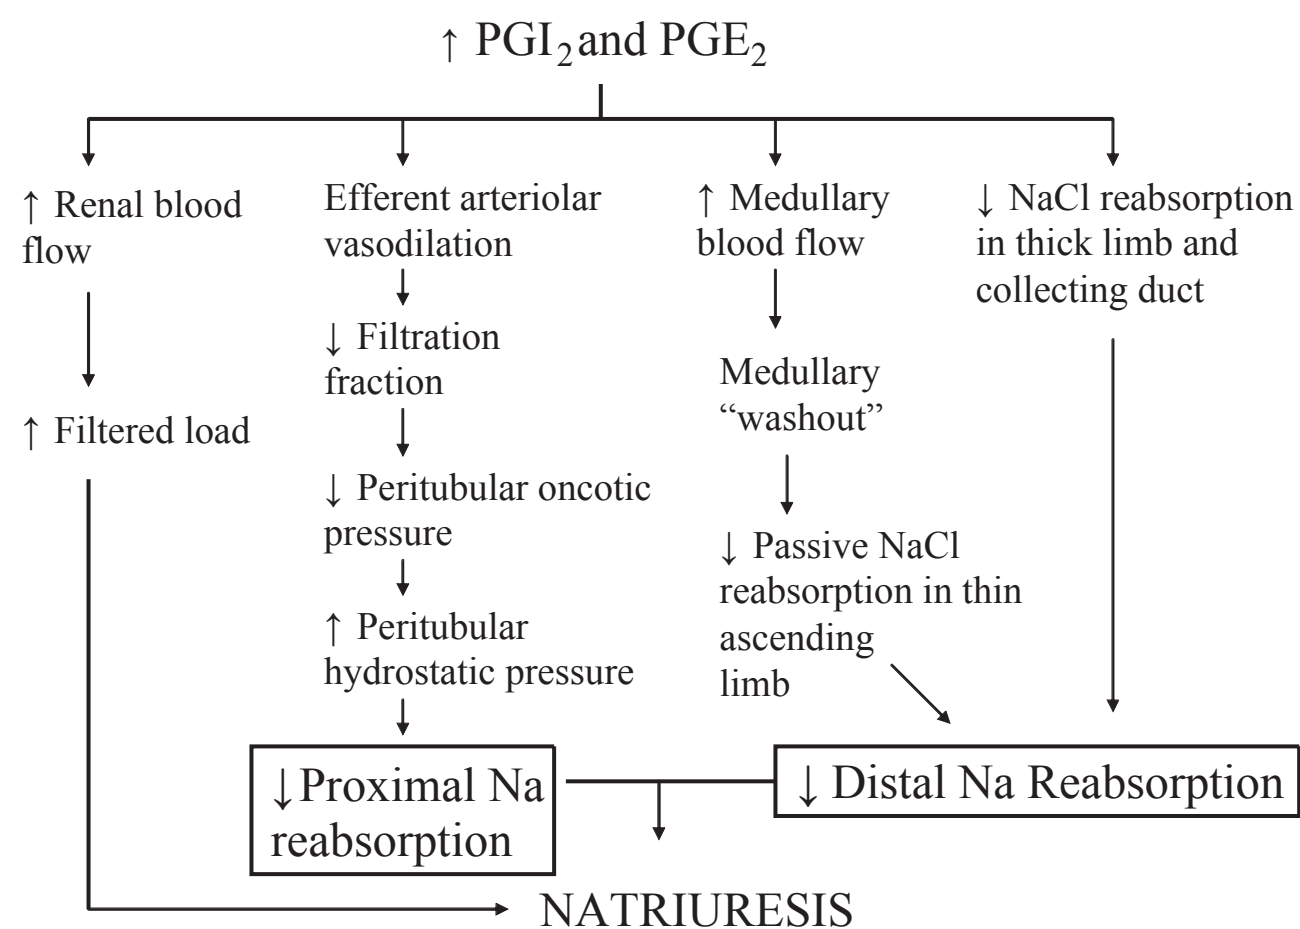 ↑ PGI₂ and PGE₂
↑ Renal blood
flow
↑ Filtered load
Efferent arteriolar
vasodilation
↓ Filtration
fraction
↓ Peritubular oncotic
pressure
↑ Peritubular
hydrostatic pressure
↓Proximal Na
reabsorption
↑ Medullary
blood flow
Medullary
“washout”
↓ Passive NaCl
reabsorption in thin
ascending
limb
↓ NaCl reabsorption
in thick limb and
collecting duct
↓ Distal Na Reabsorption
NATRIURESIS